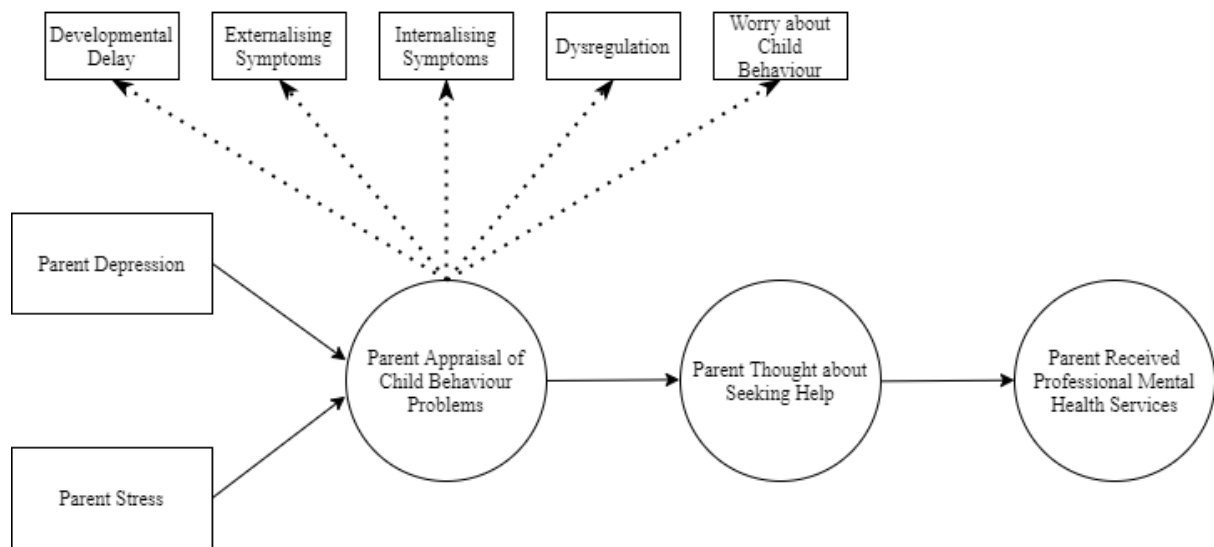 Developmental
Delay
Externalising
Symptoms
Internalising
Symptoms
Dysregulation
Worry about
Child
Behaviour
Parent Depression
Parent Appraisal of
Child Behaviour
Problems
Parent Thought about
Seeking Help
Parent Received
Professional Mental
Health Services
Parent Stress